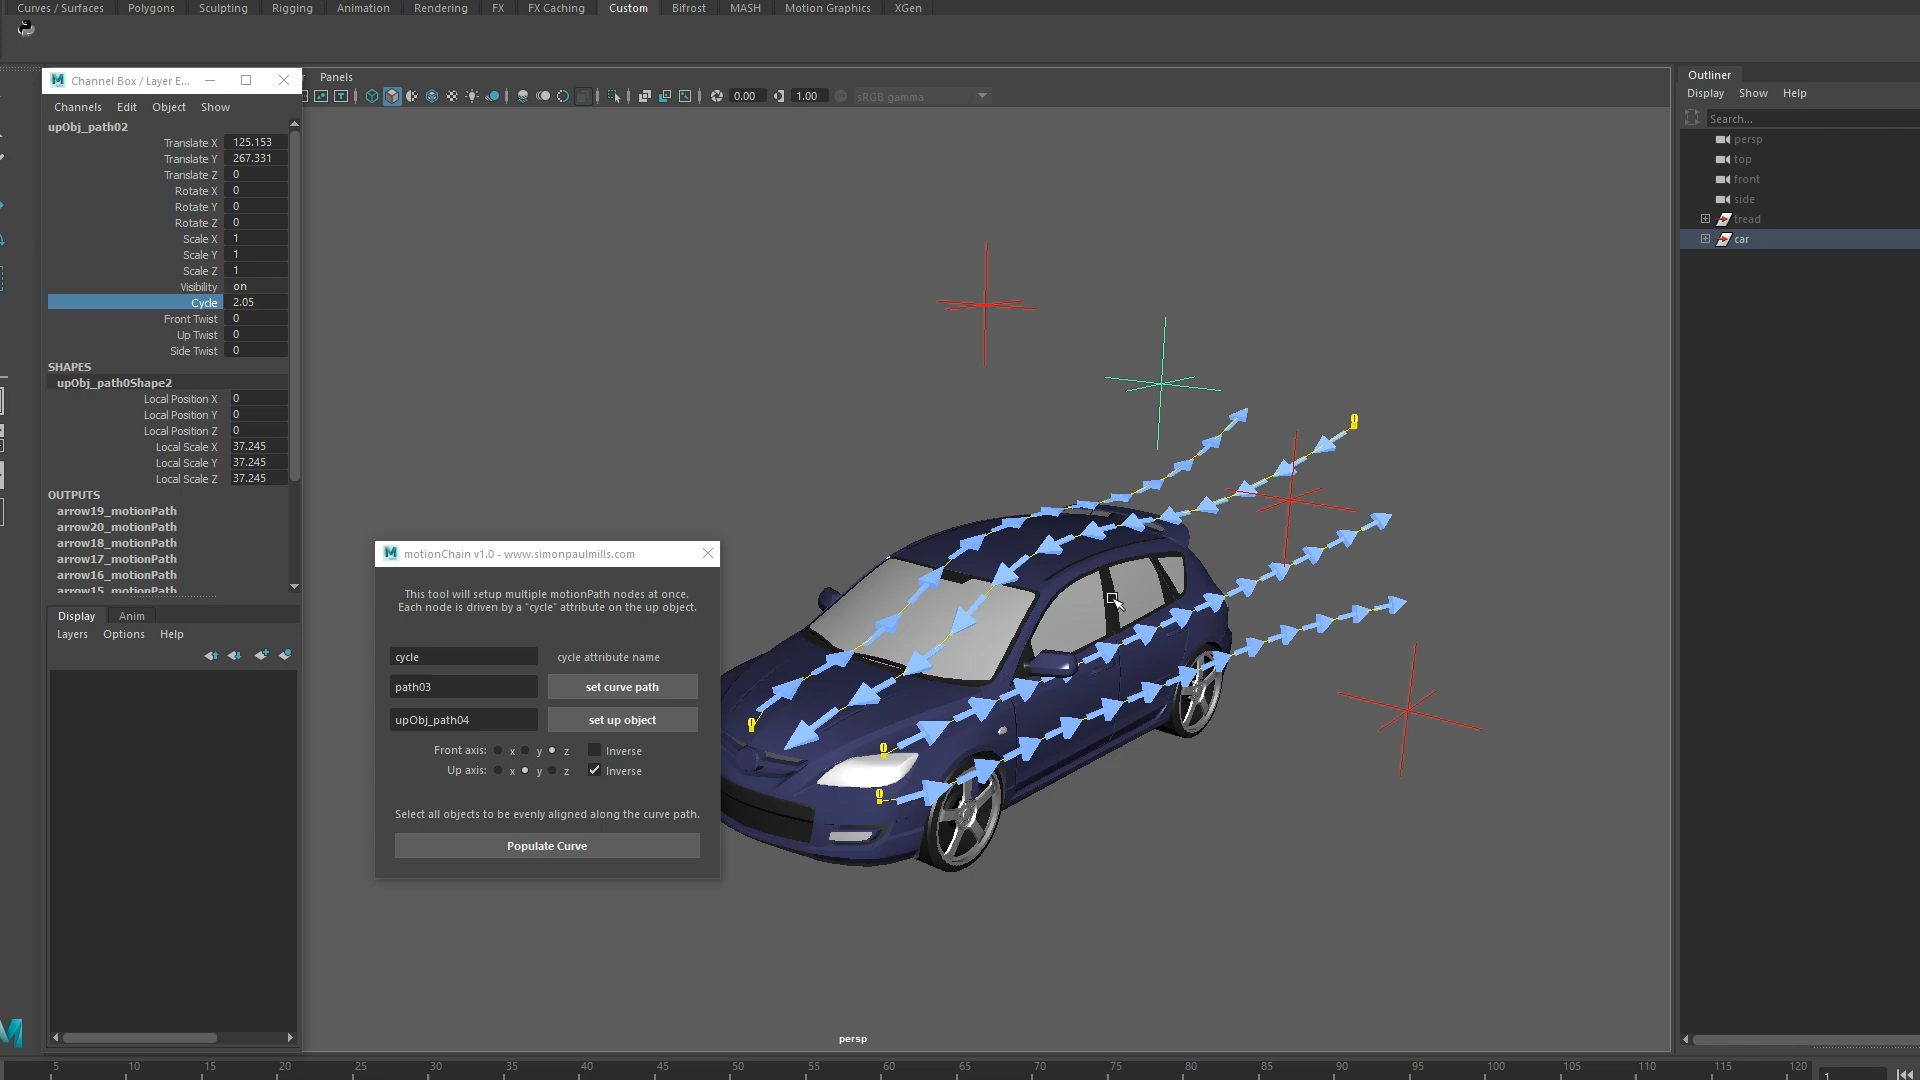 Curves / Surfaces Polygons Sculpting Rigging Animation Rendering FX FX Caching Custom Bifrost MASH Motion Graphics XGen
Channel Box / Layer E...
Channels Edit Object Show
upObj_path02
Translate X 125.153
Translate Y 267.331
Translate Z 0
Rotate X 0
Rotate Y 0
Rotate Z 0
Scale X 1
Scale Y 1
Scale Z 1
Visibility on
Cycle 2.05
Front Twist 0
Up Twist 0
Side Twist 0
SHAPES
upObj_path0Shape2
Local Position X 0
Local Position Y 0
Local Position Z 0
Local Scale X 37.245
Local Scale Y 37.245
Local Scale Z 37.245
OUTPUTS
arrow19_motionPath
arrow20_motionPath
arrow18_motionPath
arrow17_motionPath
arrow16_motionPath
arrow15_motionPath
Display Anim
Layers Options Help
Panels
0.00 1.00 sRGB gamma
motionChain v1.0 - www.simonpaulmills.com
This tool will setup multiple motionPath nodes at once.
Each node is driven by a "cycle" attribute on the up object.
cycle cycle attribute name
path03 set curve path
upObj_path04 set up object
Front axis: x y z Inverse
Up axis: x y z Inverse
Select all objects to be evenly aligned along the curve path.
Populate Curve
persp
Outliner
Display Show Help
Search...
persp
top
front
side
tread
car
5 10 15 20 25 30 35 40 45 50 55 60 65 70 75 80 85 90 95 100 105 110 115 120 1